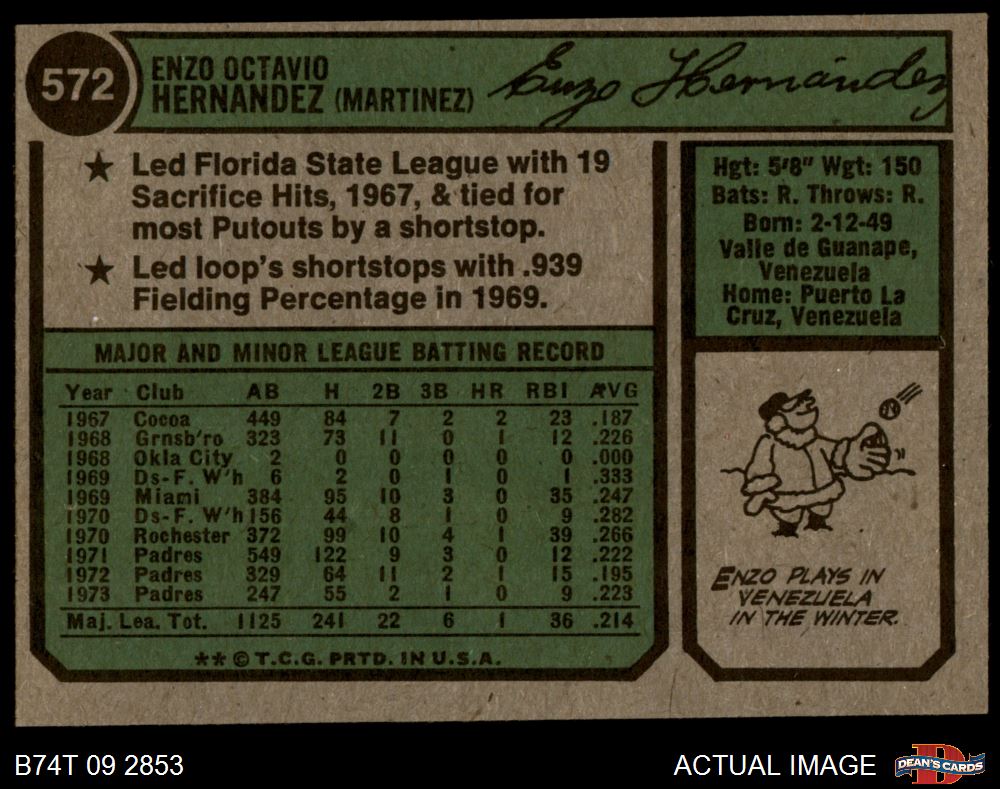 572
ENZO OCTAVIO
HERNANDEZ (MARTINEZ)
Enzo Hernández
★ Led Florida State League with 19
Sacrifice Hits, 1967, & tied for
most Putouts by a shortstop.
★ Led loop's shortstops with .939
Fielding Percentage in 1969.
Hgt: 5'8" Wgt: 150
Bats: R. Throws: R.
Born: 2-12-49
Valle de Guanape,
Venezuela
Home: Puerto La
Cruz, Venezuela
MAJOR AND MINOR LEAGUE BATTING RECORD
Year Club AB H 2B 3B HR RBI AVG
1967 Cocoa 449 84 7 2 2 23 .187
1968 Grnsb'ro 323 73 11 0 1 12 .226
1968 Okla City 2 0 0 0 0 0 .000
1969 Ds-F. W'h 6 2 0 1 0 1 .333
1969 Miami 384 95 10 3 0 35 .247
1970 Ds-F. W'h 156 44 8 1 0 9 .282
1970 Rochester 372 99 10 4 1 39 .266
1971 Padres 549 122 9 3 0 12 .222
1972 Padres 329 64 11 2 1 15 .195
1973 Padres 247 55 2 1 0 9 .223
Maj. Lea. Tot. 1125 241 22 6 1 36 .214
** © T.C.G. PRTD. IN U.S.A.
ENZO PLAYS IN
VENEZUELA
IN THE WINTER.
B74T 09 2853
ACTUAL IMAGE
DEAN'S CARDS